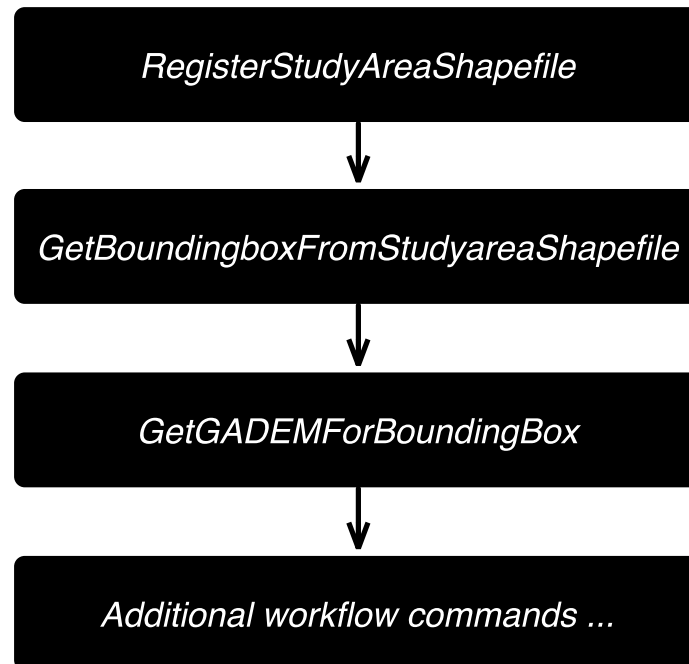 RegisterStudyAreaShapefile
GetBoundingboxFromStudyareaShapefile
GetGADEMForBoundingBox
Additional workflow commands ...